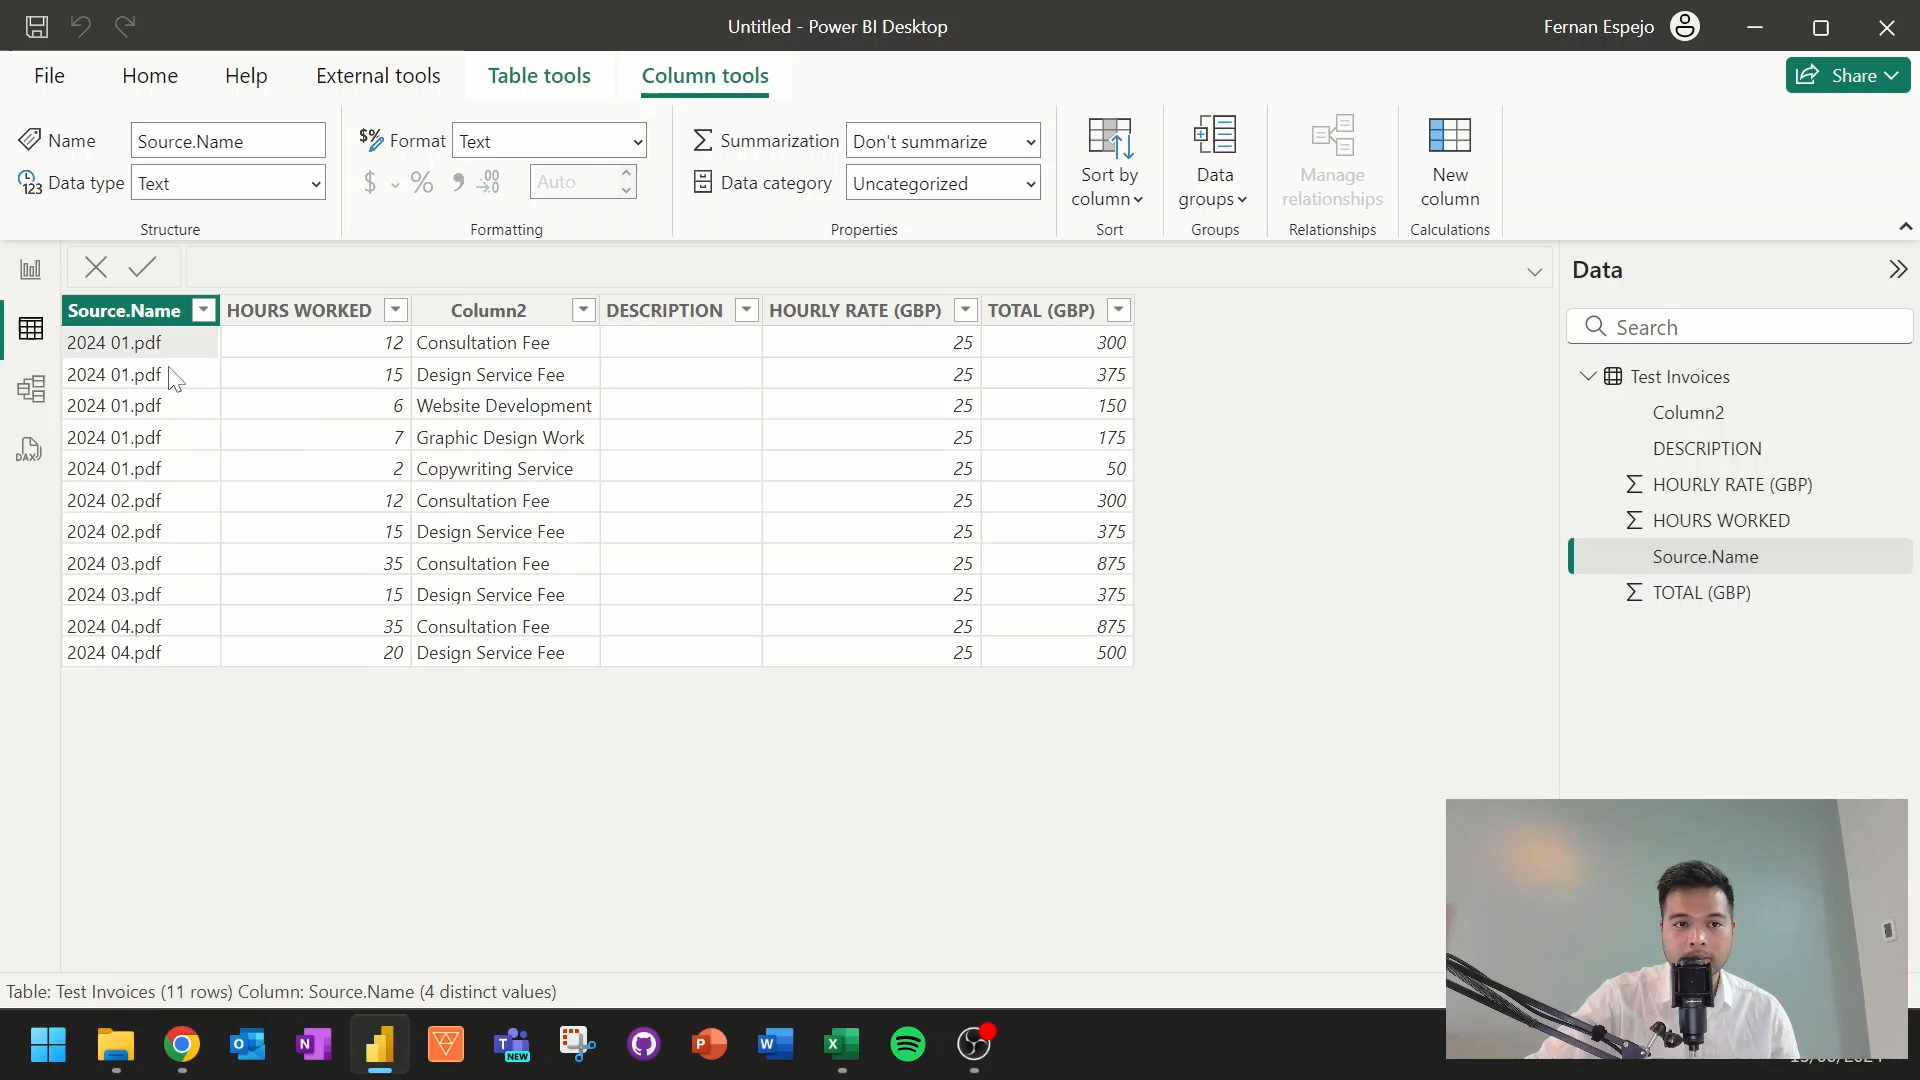 Untitled - Power BI Desktop
Fernan Espejo
File Home Help External tools Table tools Column tools
Share
Name Source.Name
Data type Text
Structure
Format Text
$ % 9 .00
Auto
Formatting
Summarization Don't summarize
Data category Uncategorized
Properties
Sort by
column
Sort
Data
groups
Groups
Manage
relationships
Relationships
New
column
Calculations
Source.Name HOURS WORKED Column2 DESCRIPTION HOURLY RATE (GBP) TOTAL (GBP)
2024 01.pdf 12 Consultation Fee 25 300
2024 01.pdf 15 Design Service Fee 25 375
2024 01.pdf 6 Website Development 25 150
2024 01.pdf 7 Graphic Design Work 25 175
2024 01.pdf 2 Copywriting Service 25 50
2024 02.pdf 12 Consultation Fee 25 300
2024 02.pdf 15 Design Service Fee 25 375
2024 03.pdf 35 Consultation Fee 25 875
2024 03.pdf 15 Design Service Fee 25 375
2024 04.pdf 35 Consultation Fee 25 875
2024 04.pdf 20 Design Service Fee 25 500
DAX
Data
Search
Test Invoices
Column2
DESCRIPTION
∑ HOURLY RATE (GBP)
∑ HOURS WORKED
Source.Name
∑ TOTAL (GBP)
Table: Test Invoices (11 rows) Column: Source.Name (4 distinct values)
NEW